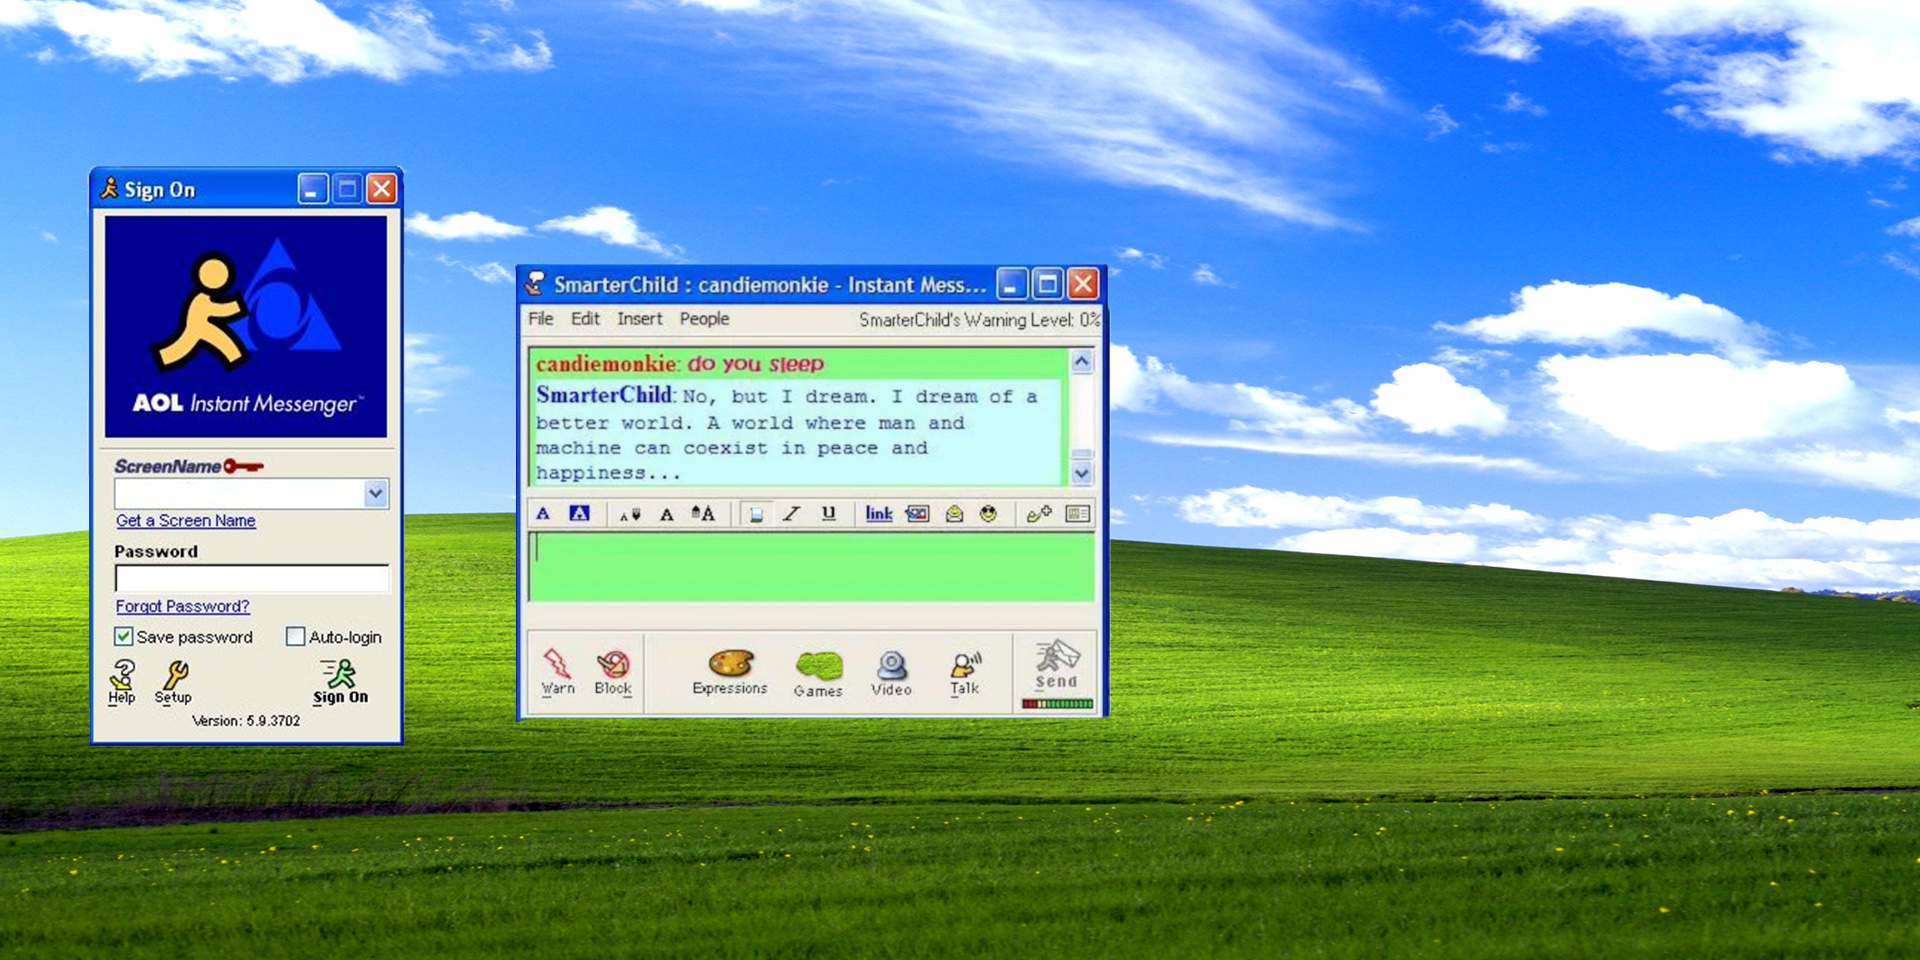 Sign On
AOL Instant Messenger™
ScreenName
Get a Screen Name
Password
Forgot Password?
Save password
Auto-login
Help
Setup
Sign On
Version: 5.9.3702
SmarterChild : candiemonkie - Instant Mess...
File Edit Insert People
SmarterChild's Warning Level: 0%
candiemonkie: do you sleep
SmarterChild: No, but I dream. I dream of a
better world. A world where man and
machine can coexist in peace and
happiness...
A A A A A I U link
Warn Block Expressions Games Video Talk Send